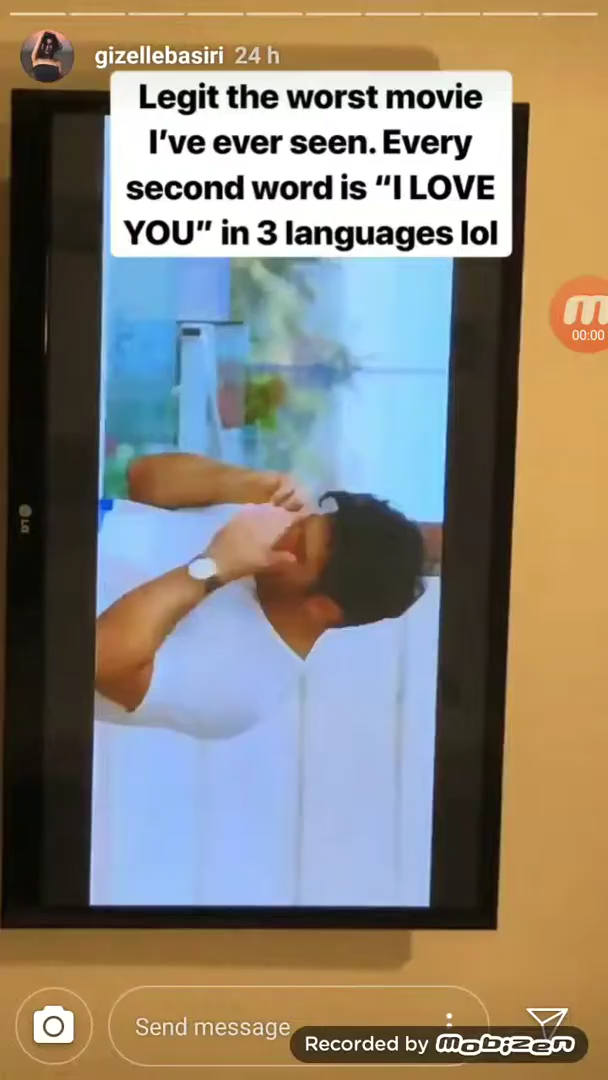 gizellebasiri 24 h
Legit the worst movie
I’ve ever seen. Every
second word is “I LOVE
YOU” in 3 languages lol
m
00:00
LG
Send message
Recorded by mobizen